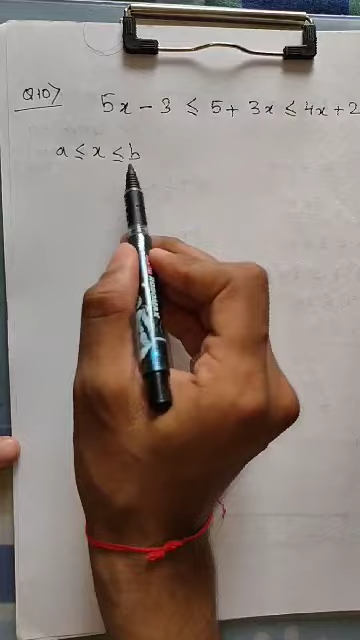 Q10> 5x - 3 ≤ 5 + 3x ≤ 4x + 2
a ≤ x ≤ b